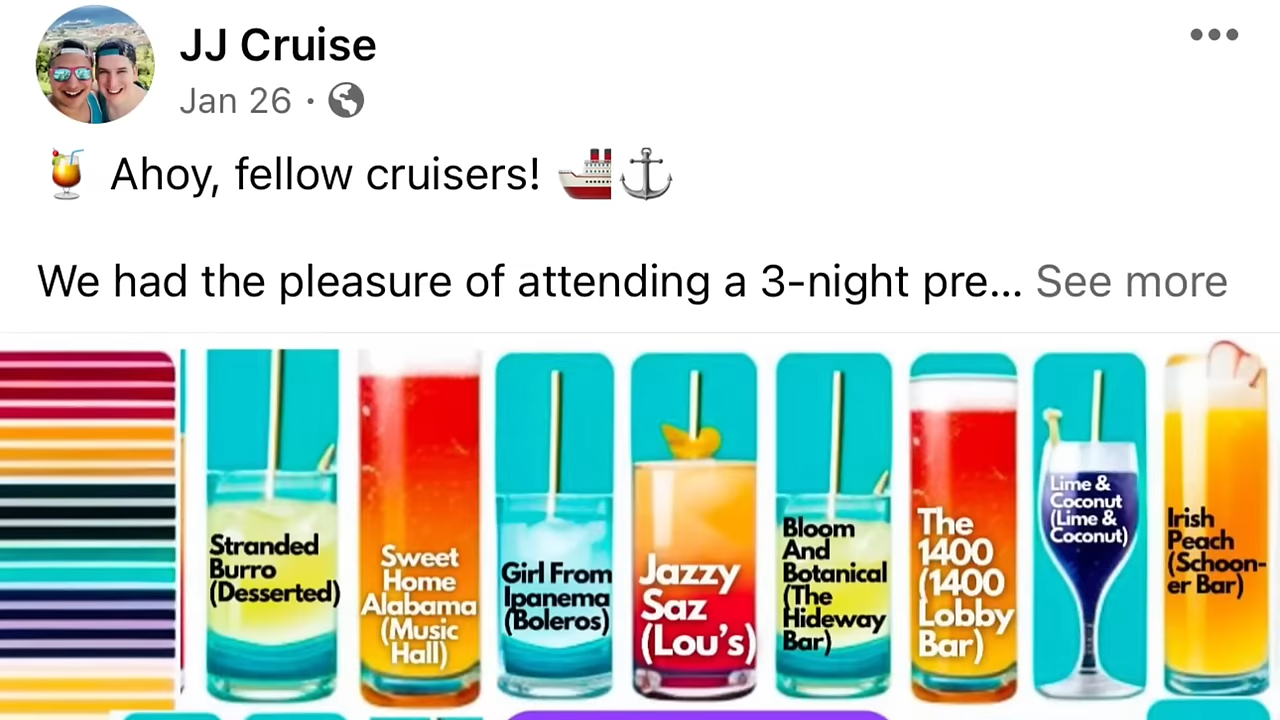 JJ Cruise
Jan 26 ·
Ahoy, fellow cruisers!
We had the pleasure of attending a 3-night pre... See more
Stranded
Burro
(Desserted)
Sweet
Home
Alabama
(Music
Hall)
Girl From
Ipanema
(Boleros)
Jazzy
Saz
(Lou's)
Bloom
And
Botanical
(The
Hideway
Bar)
The
1400
(1400
Lobby
Bar)
Lime &
Coconut
(Lime &
Coconut)
Irish
Peach
(Schoon-
er Bar)